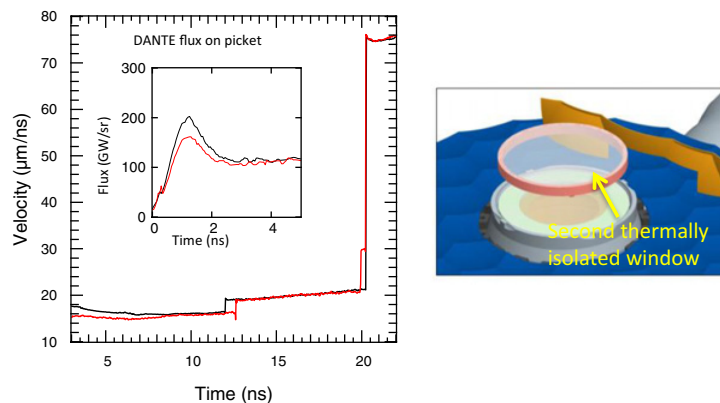 DANTE flux on picket
80
70
60
50
40
30
20
10
Velocity (µm/ns)
300
200
100
0
Flux (GW/sr)
0
2
4
Time (ns)
5
10
15
20
Time (ns)
Second thermally
isolated window